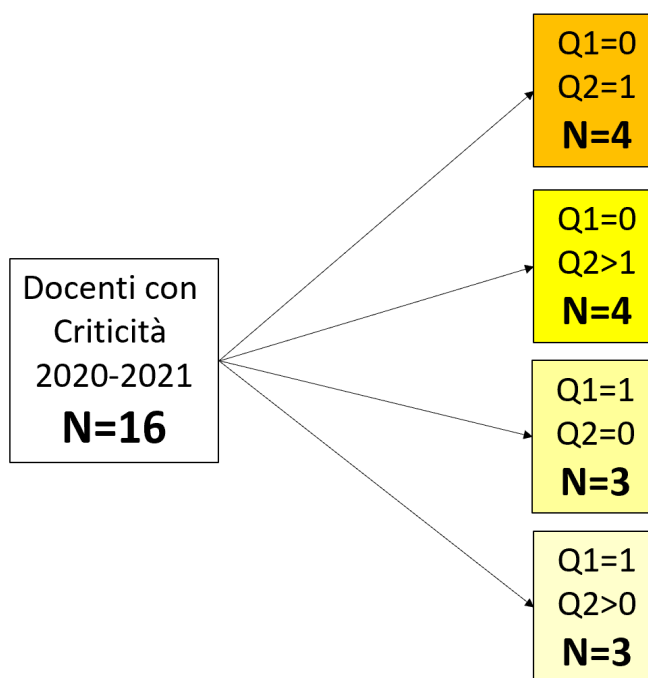 Docenti con
Criticità
2020-2021
N=16
Q1=0
Q2=1
N=4
Q1=0
Q2>1
N=4
Q1=1
Q2=0
N=3
Q1=1
Q2>0
N=3